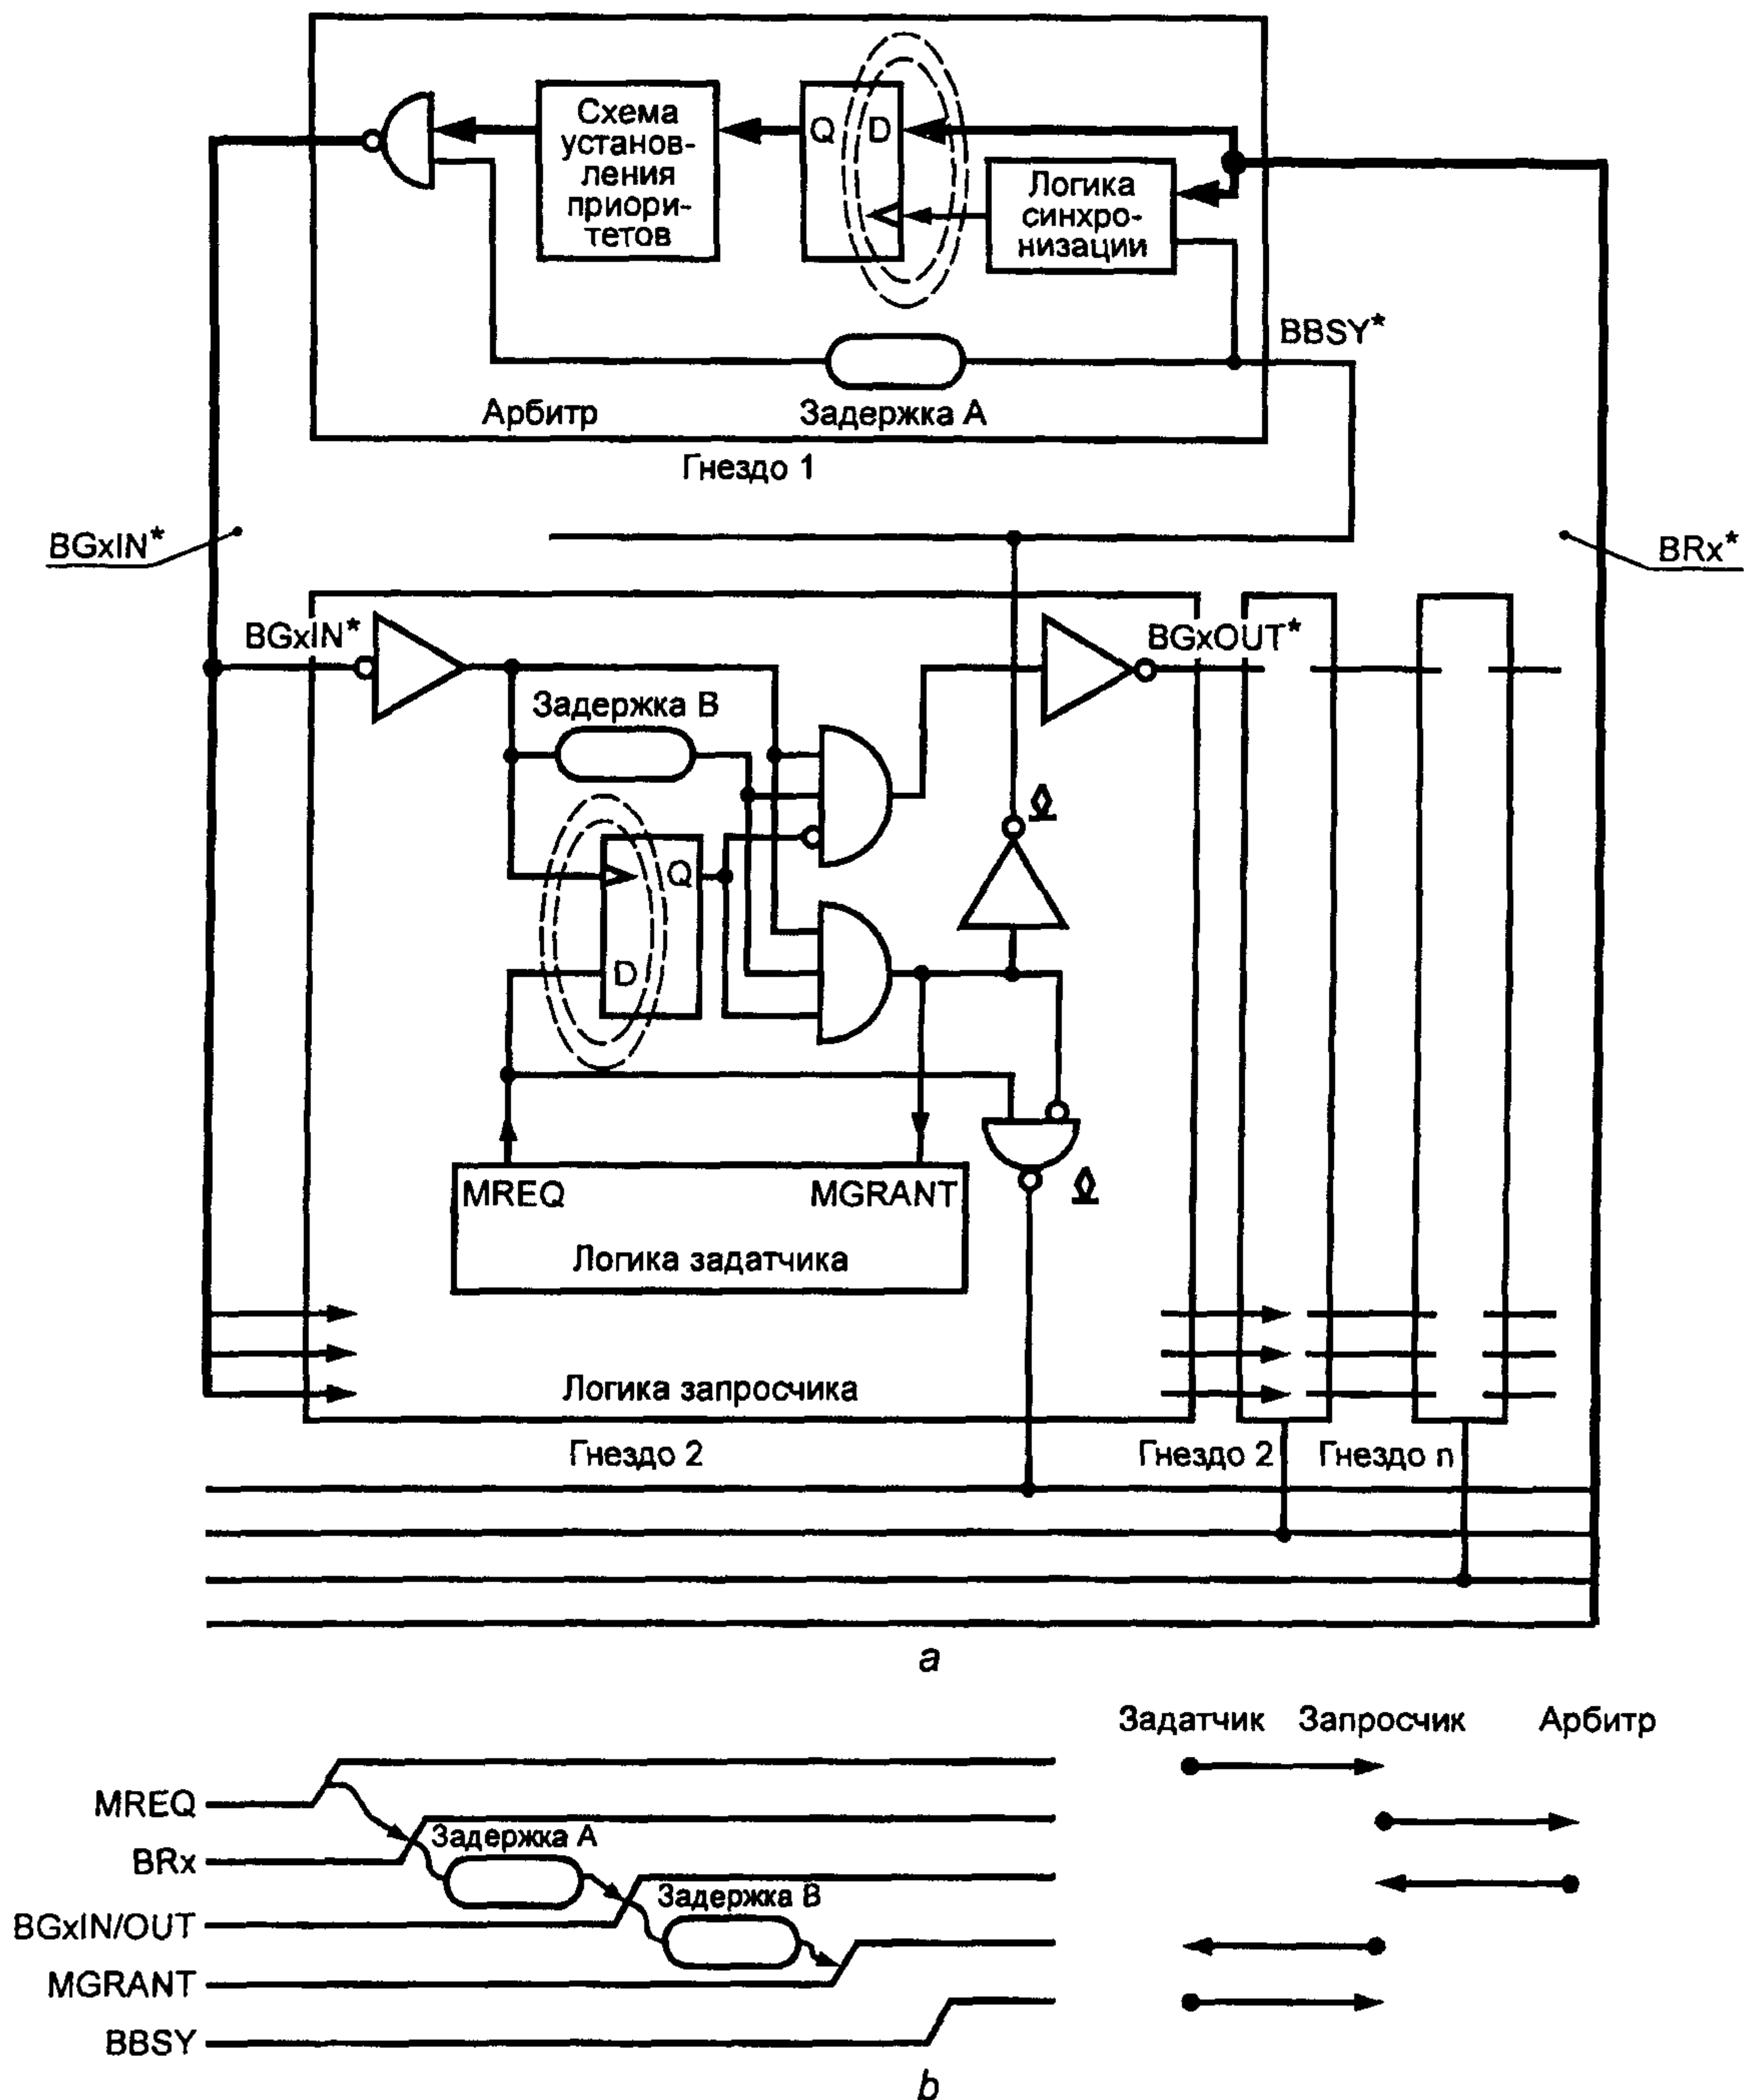 Схема
установ-
ления
приори-
тетов
Q D
Логика
синхро-
низации
BBSY*
Арбитр
Задержка A
Гнездо 1
BGxIN*
BRx*
BGxIN*
BGxOUT*
Задержка B
Q
D
MREQ
MGRANT
Логика задатчика
Логика запросчика
Гнездо 2
Гнездо 2
Гнездо n
a
Задатчик Запросчик Арбитр
MREQ
Задержка A
BRx
Задержка B
BGxIN/OUT
MGRANT
BBSY
b